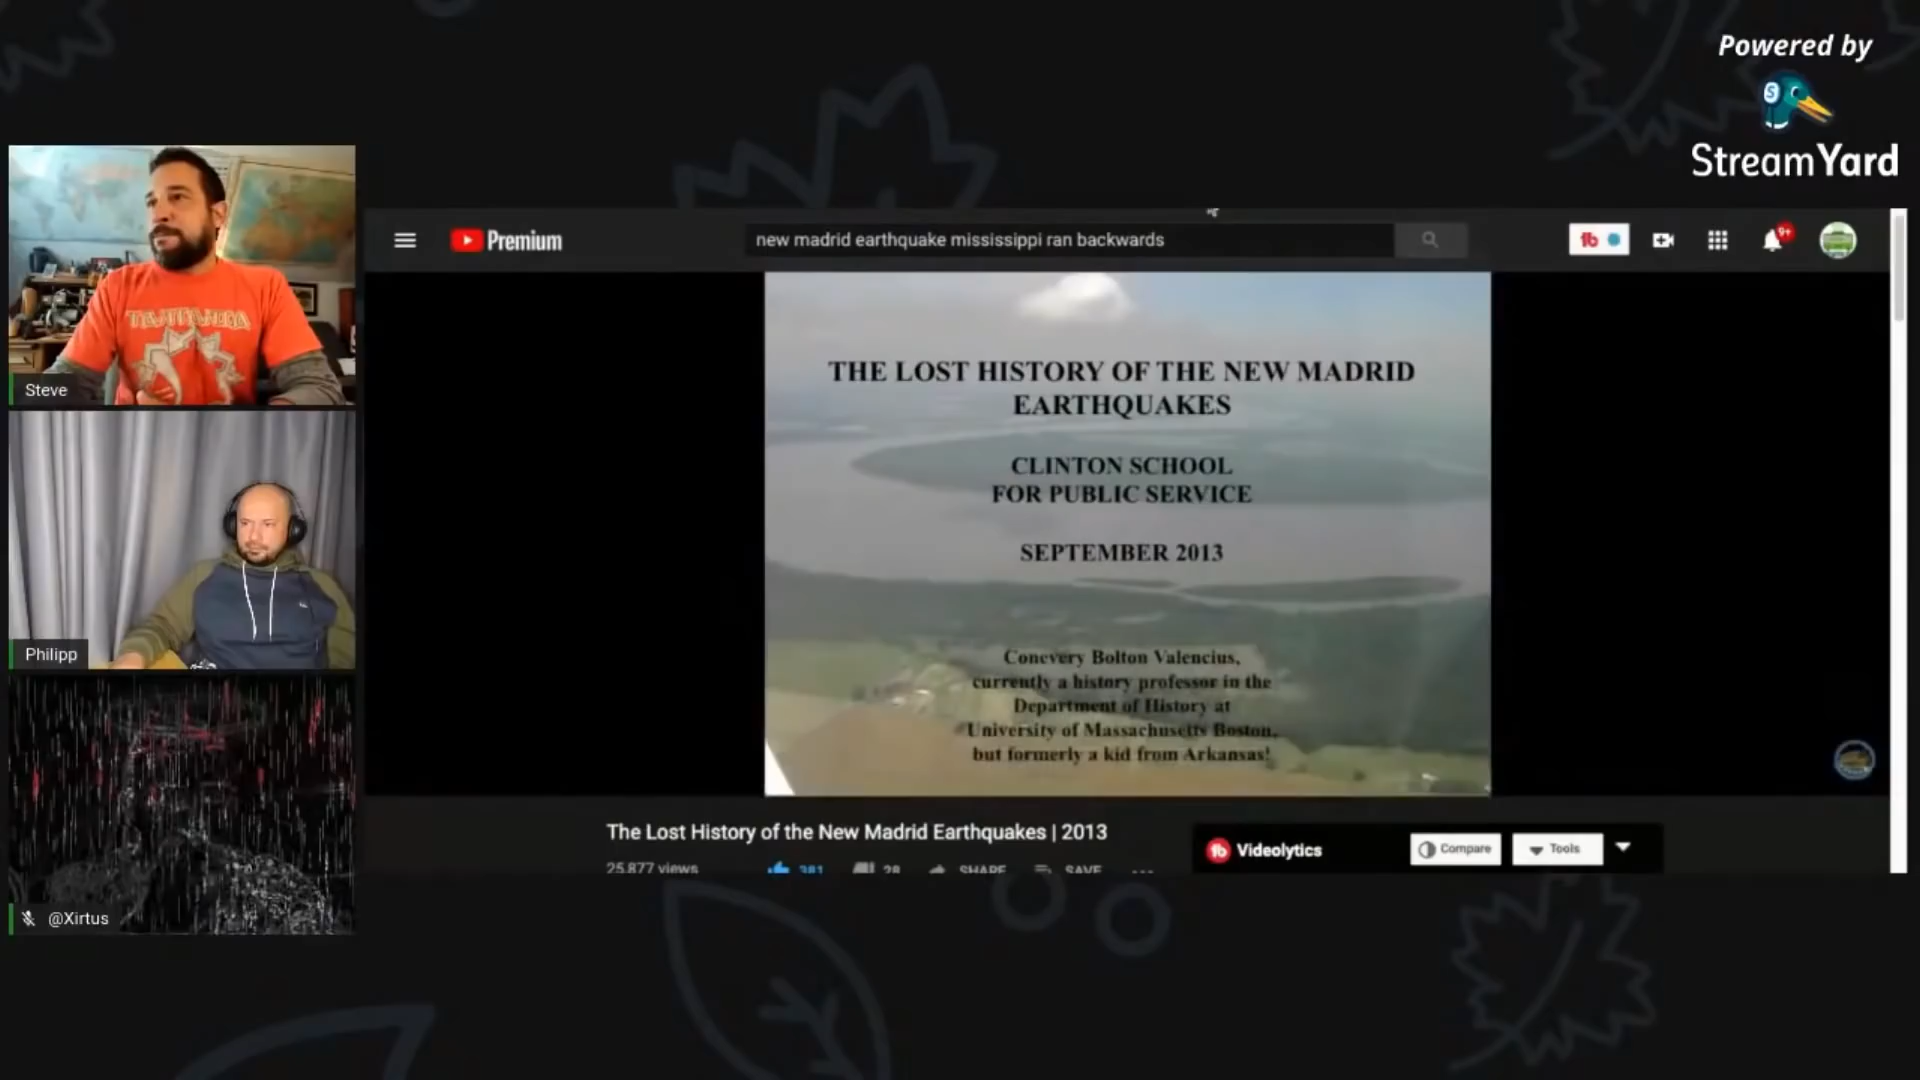 Powered by
StreamYard
Premium
new madrid earthquake mississippi ran backwards
9+
THE LOST HISTORY OF THE NEW MADRID
EARTHQUAKES
CLINTON SCHOOL
FOR PUBLIC SERVICE
SEPTEMBER 2013
Conevery Bolton Valencius,
currently a history professor in the
Department of History at
University of Massachusetts Boston,
but formerly a kid from Arkansas!
The Lost History of the New Madrid Earthquakes | 2013
25,877 views
381
28
SHARE
SAVE
Videolytics
Compare
Tools
Steve
Philipp
@Xirtus